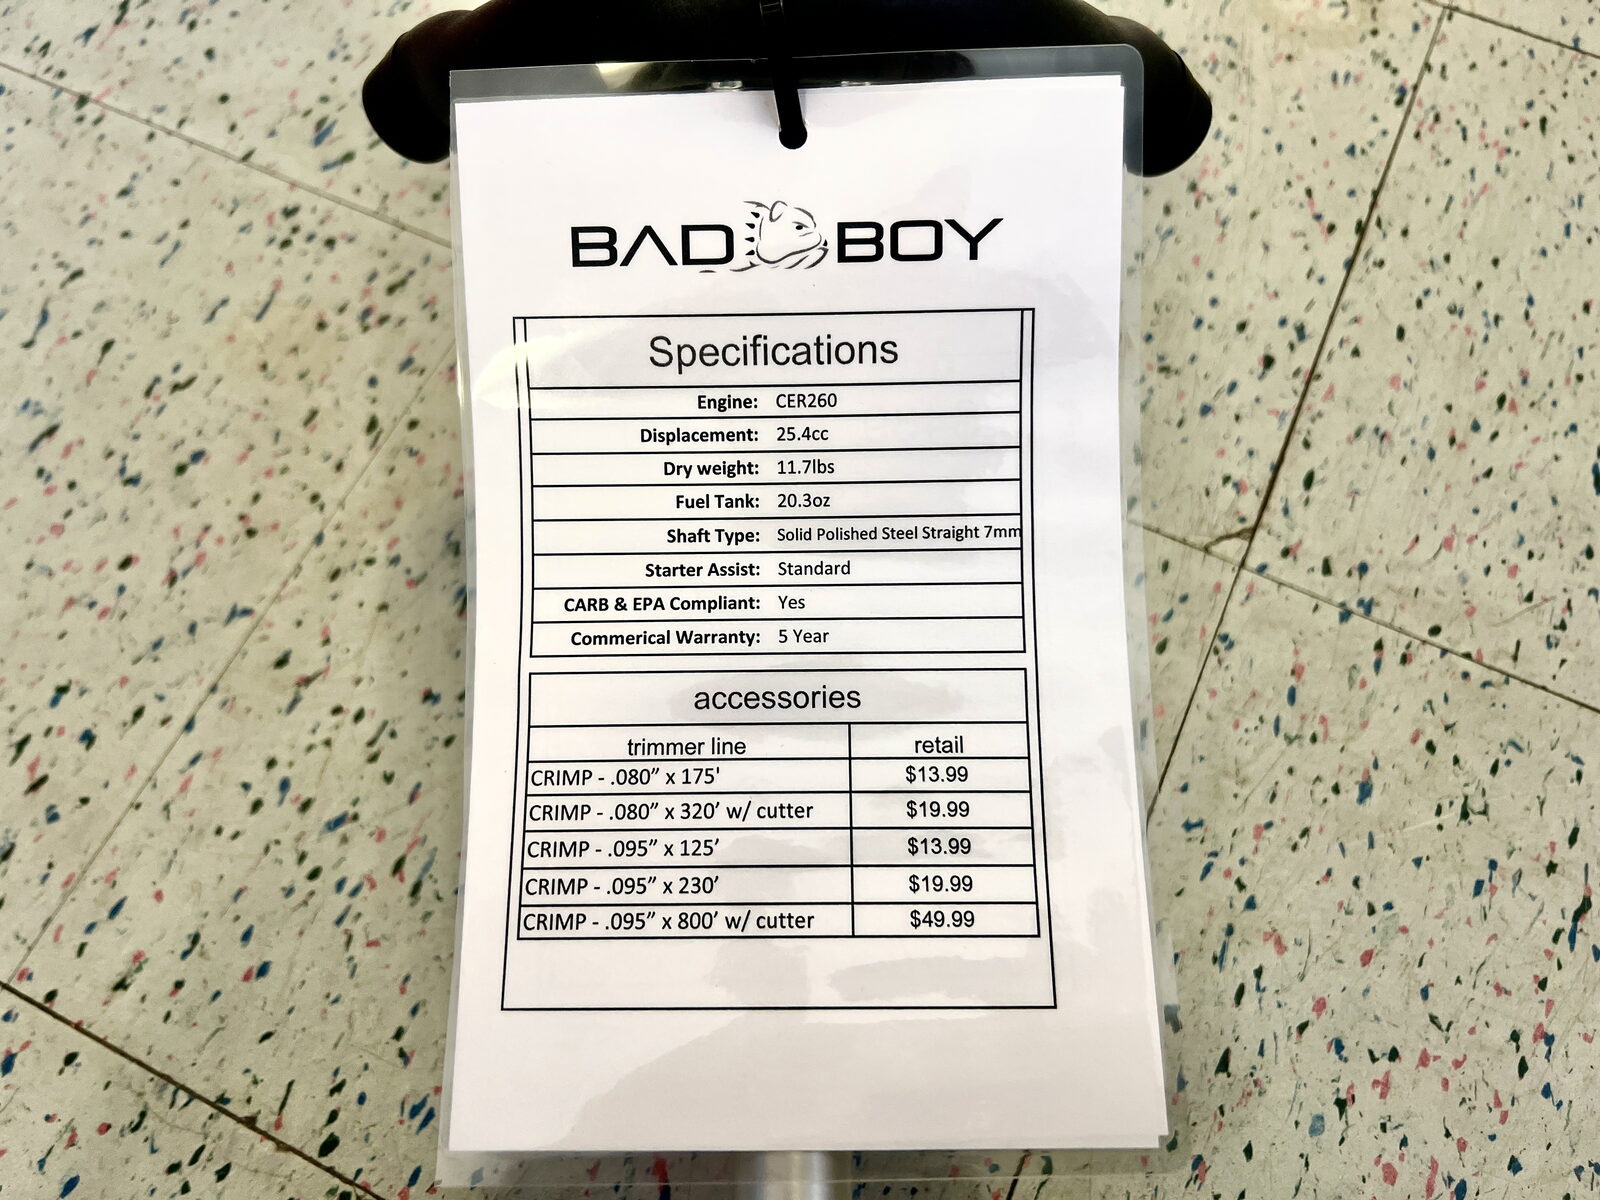 BAD BOY
Specifications
Engine: CER260
Displacement: 25.4cc
Dry weight: 11.7lbs
Fuel Tank: 20.3oz
Shaft Type: Solid Polished Steel Straight 7mm
Starter Assist: Standard
CARB & EPA Compliant: Yes
Commerical Warranty: 5 Year
accessories
trimmer line retail
CRIMP - .080” x 175' $13.99
CRIMP - .080” x 320’ w/ cutter $19.99
CRIMP - .095” x 125’ $13.99
CRIMP - .095” x 230’ $19.99
CRIMP - .095” x 800’ w/ cutter $49.99